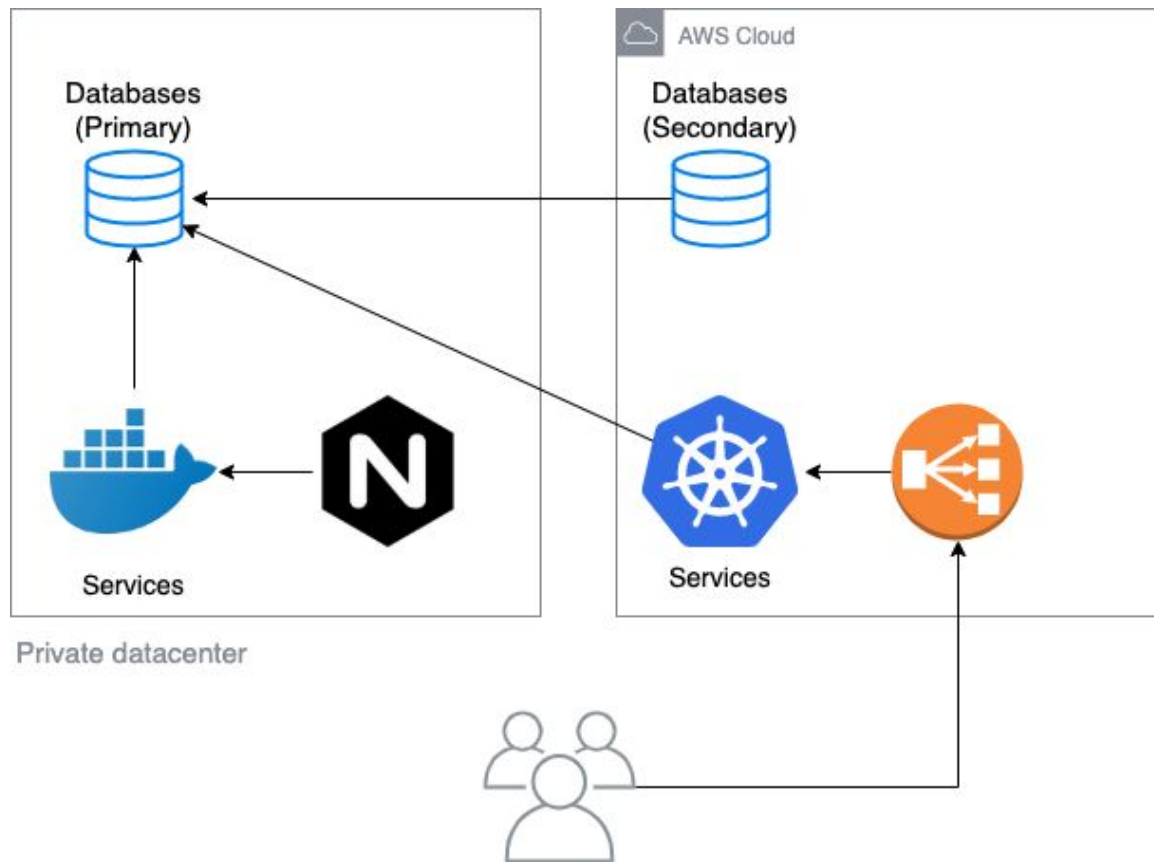 AWS Cloud
Databases
(Primary)
Databases
(Secondary)
N
Services
Services
Private datacenter